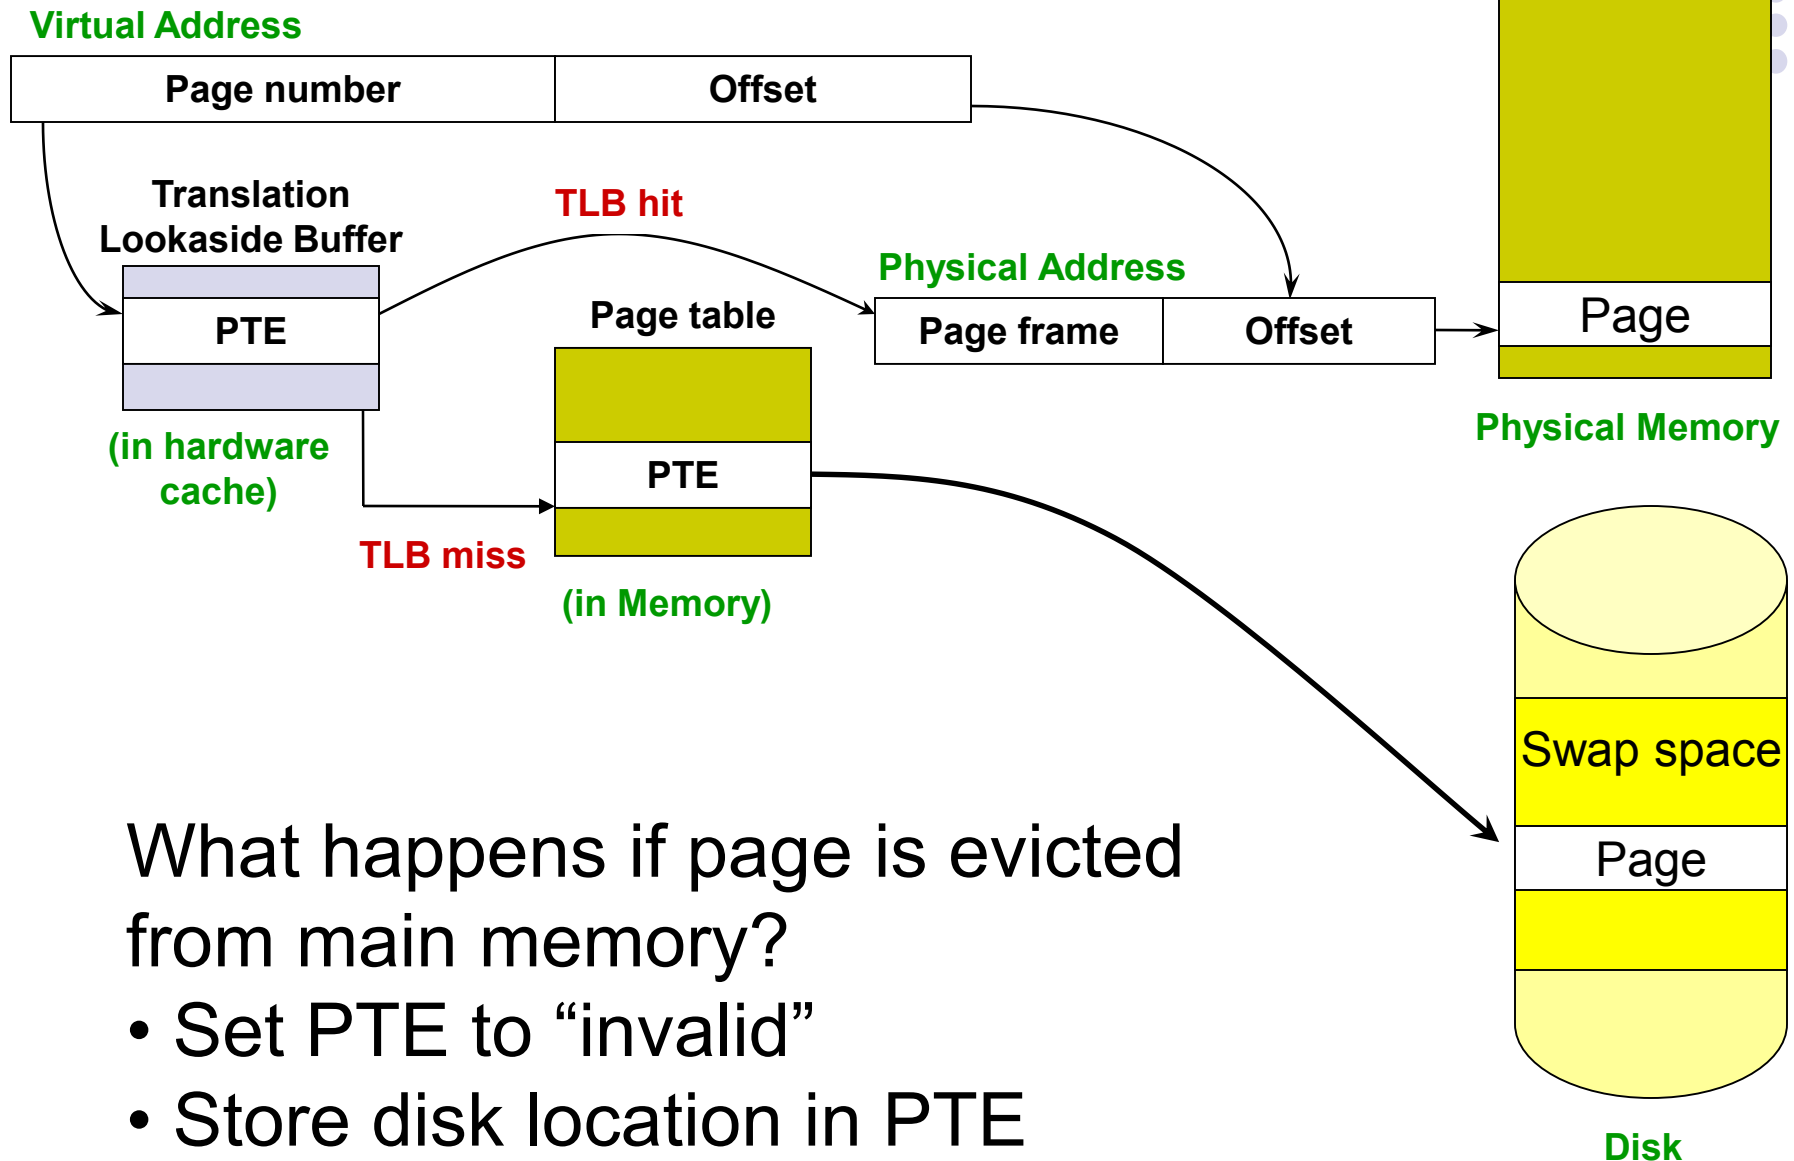 Virtual Address
Page number
Offset
Translation
Lookaside Buffer
TLB hit
Physical Address
PTE
Page table
Page frame
Offset
Page
(in hardware
cache)
PTE
Physical Memory
TLB miss
(in Memory)
Swap space
Page
What happens if page is evicted
from main memory?
• Set PTE to “invalid”
• Store disk location in PTE
Disk